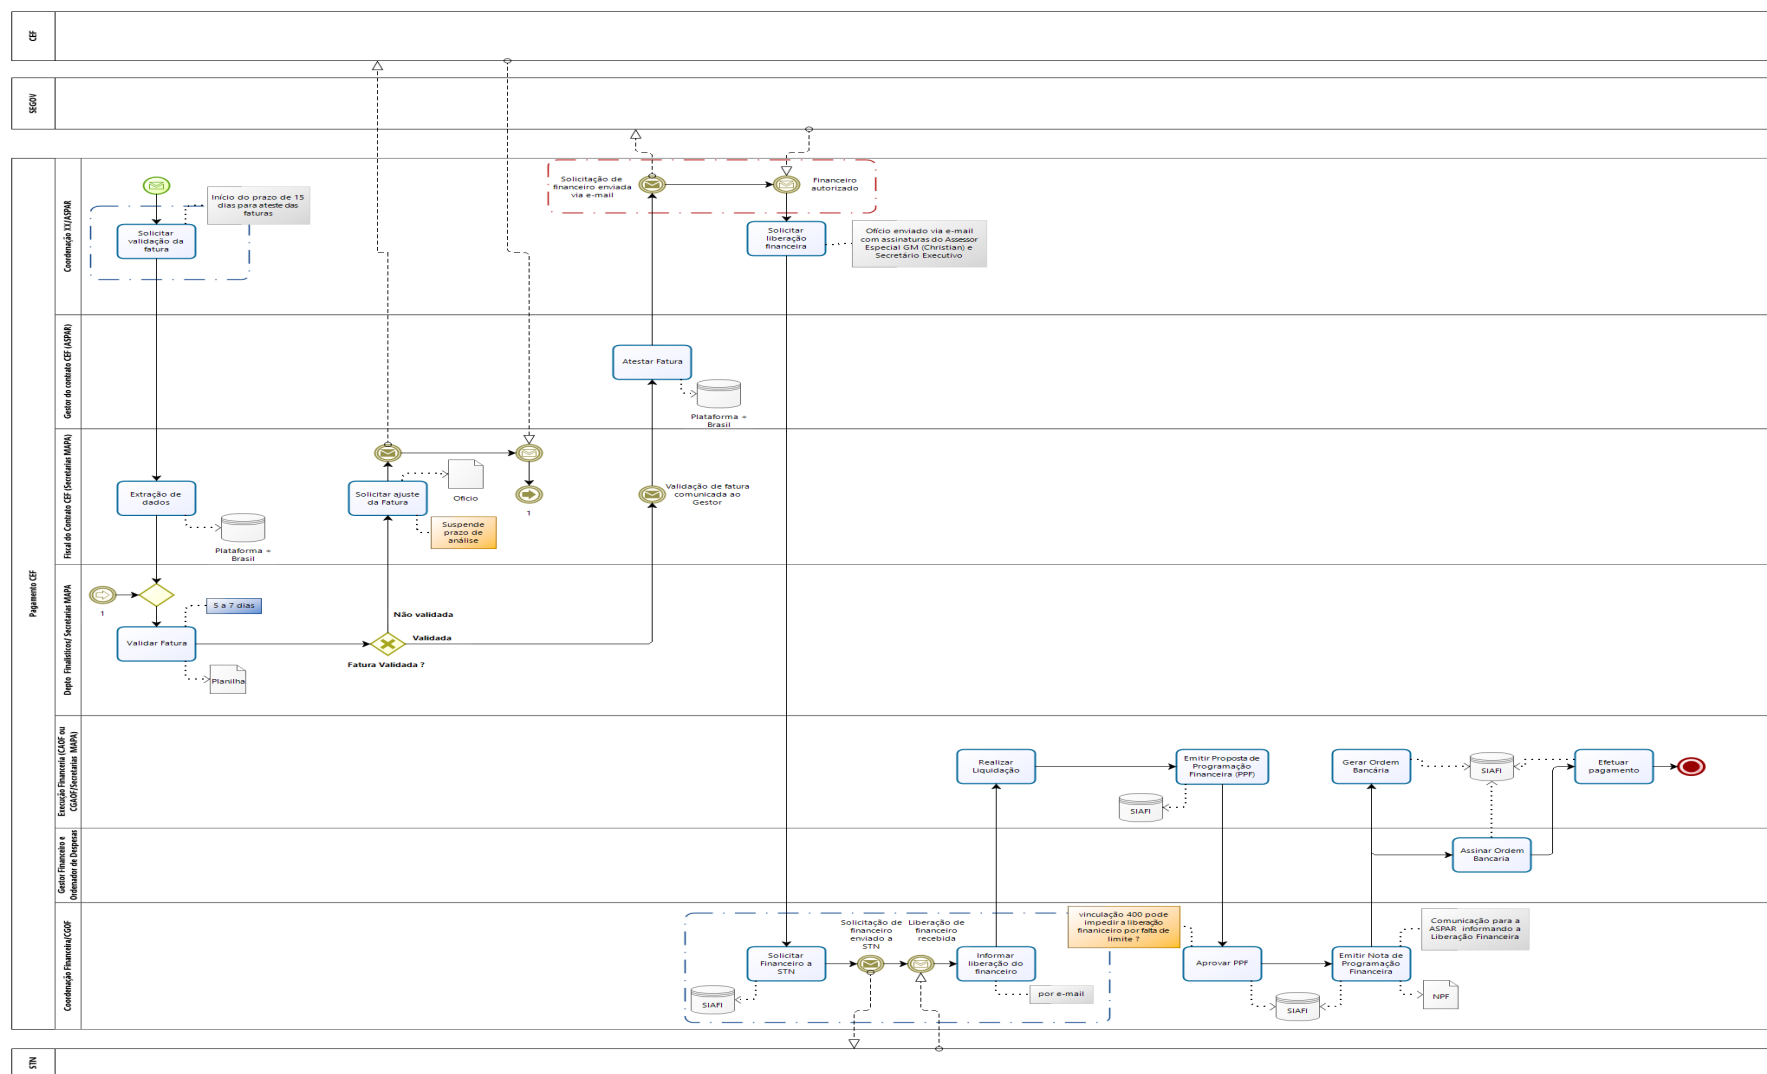 CEF
SEGOV
Pagamento CEF
Coordenação XX/ASPAR
Início do prazo de 15
dias para ateste das
faturas
Solicitar
validação da
fatura
Solicitação de
financeiro enviada
via e-mail
Financeiro
autorizado
Solicitar
liberação
financeira
Ofício enviado via e-mail
com assinaturas do Assessor
Especial GM (Christian) e
Secretário Executivo
Gestor do contrato CEF (ASPAR)
Atestar Fatura
Plataforma +
Brasil
Fiscal do Contrato CEF (Secretarias MAPA)
Extração de
dados
Plataforma +
Brasil
Solicitar ajuste
da Fatura
Oficio
Suspende
prazo de
análise
1
Validação de fatura
comunicada ao
Gestor
Depto Finalísticos/ Secretarias MAPA
1
5 a 7 dias
Validar Fatura
Planilha
Não validada
Validada
Fatura Validada ?
Execução Financeria (CAOF ou
CGAOF/Secretarias MAPA)
Realizar
Liquidação
Emitir Proposta de
Programação
Financeira (PPF)
SIAFI
Gerar Ordem
Bancária
SIAFI
Efetuar
pagamento
Gestor Financeiro e
Ordenador de Despesas
Assinar Ordem
Bancaria
Coordenação Financeira/CGOF
Solicitar
Financeiro a
STN
SIAFI
Solicitação de
financeiro
enviado a
STN
Liberação de
financeiro
recebida
Informar
liberação do
financeiro
por e-mail
vinculação 400 pode
impedir a liberação
finaniceiro por falta de
limite ?
Aprovar PPF
SIAFI
Emitir Nota de
Programação
Financeira
Comunicação para a
ASPAR informando a
Liberação Financeira
NPF
STN